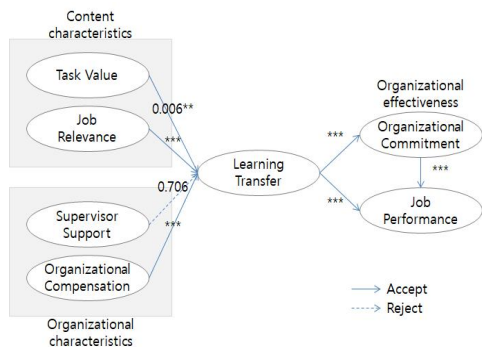 Content
characteristics
Task Value
0.006**
Job
Relevance
***
Learning
Transfer
0.706
Supervisor
Support
***
Organizational
Compensation
Organizational
characteristics
Organizational
effectiveness
***
Organizational
Commitment
***
***
Job
Performance
Accept
Reject